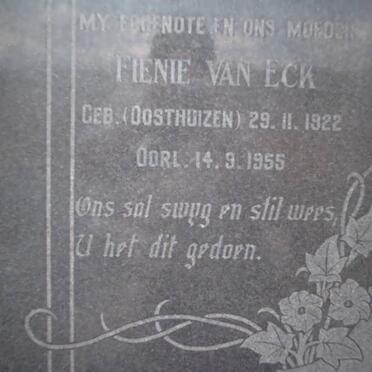 MY EGGENOTE EN ONS MOEDER
FIENIE VAN ECK
GEB. (OOSTHUIZEN) 29. 11. 1922
OORL. 14. 9. 1955
Ons sal swyg en stil wees,
U het dit gedoen.